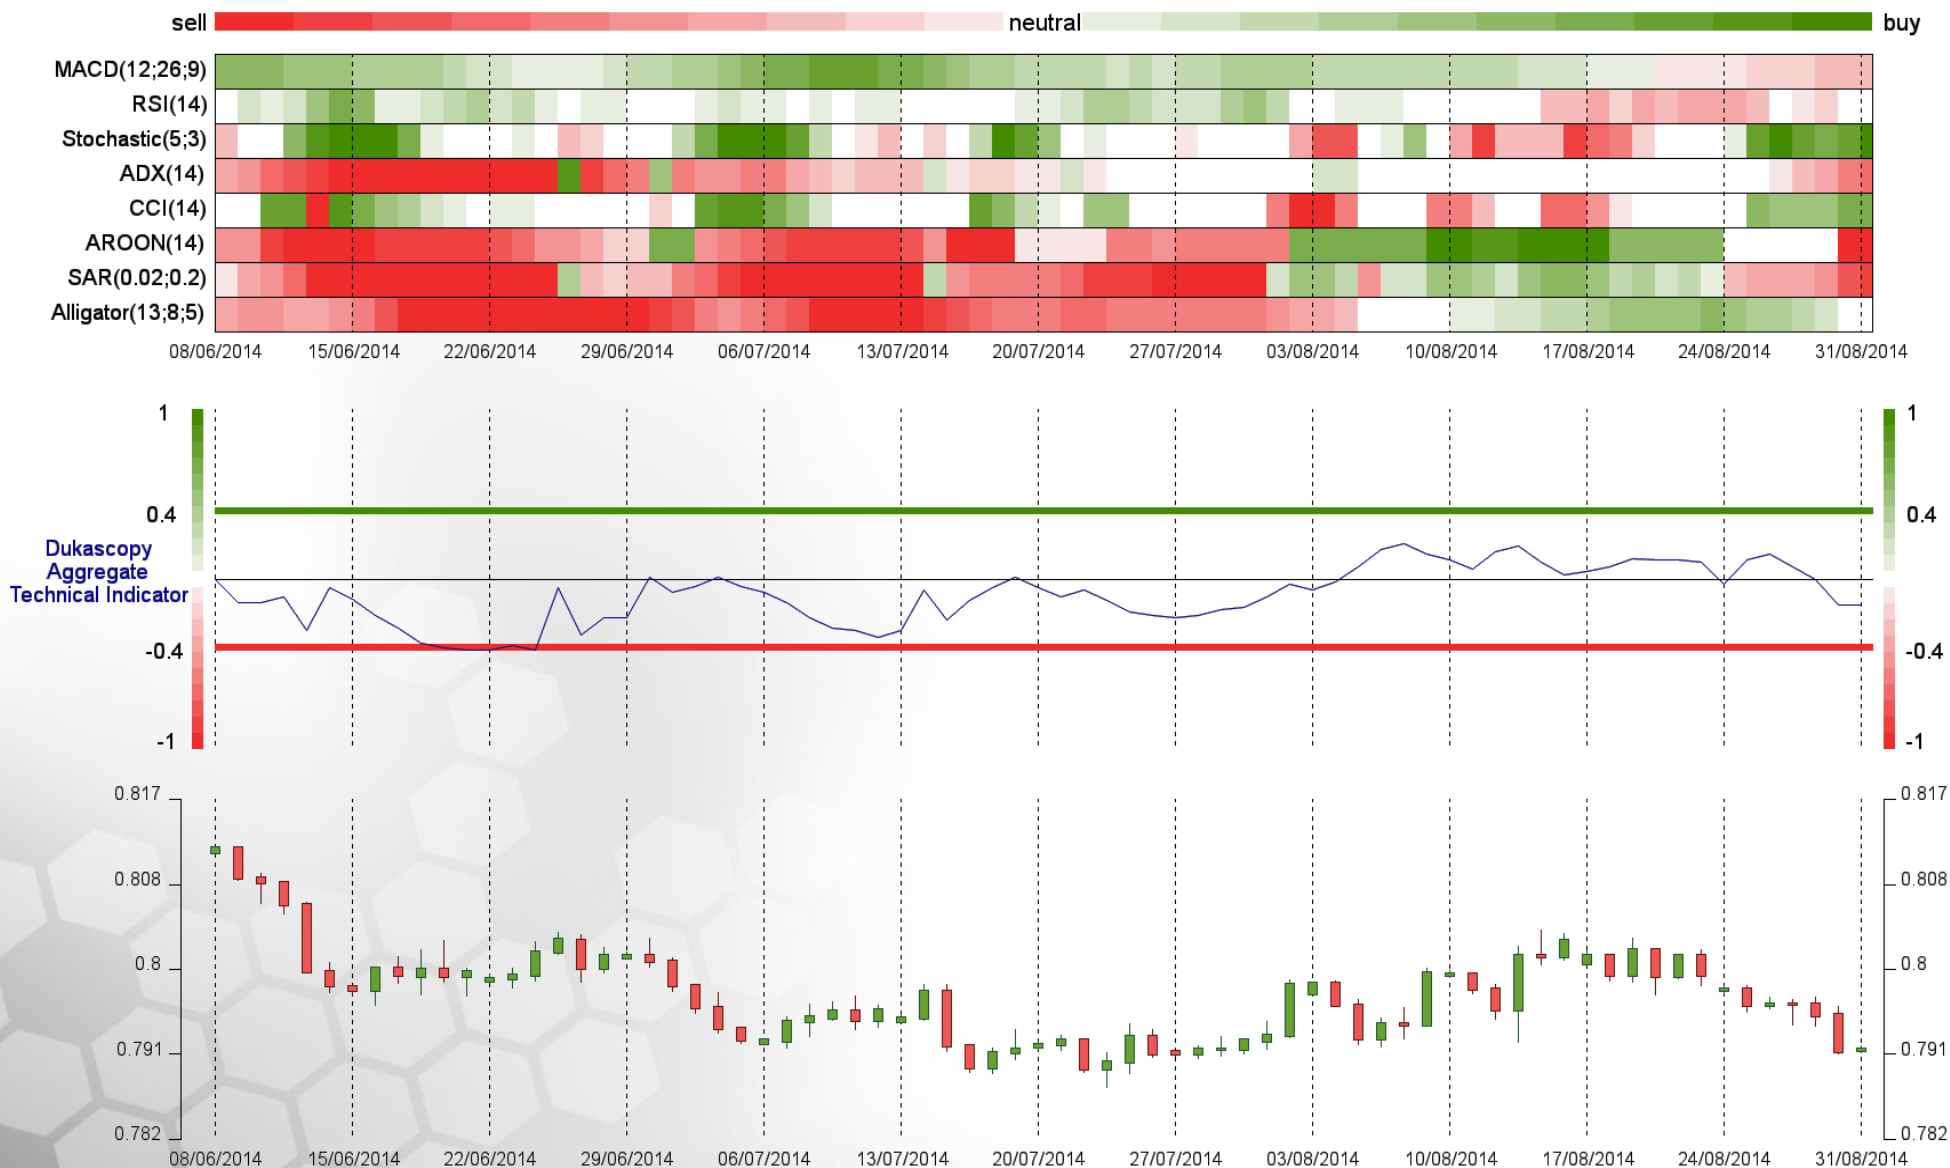 sell neutral buy
MACD(12;26;9)
RSI(14)
Stochastic(5;3)
ADX(14)
CCI(14)
AROON(14)
SAR(0.02;0.2)
Alligator(13;8;5)
08/06/2014 15/06/2014 22/06/2014 29/06/2014 06/07/2014 13/07/2014 20/07/2014 27/07/2014 03/08/2014 10/08/2014 17/08/2014 24/08/2014 31/08/2014
1 1
0.4 0.4
Dukascopy
Aggregate
Technical Indicator
-0.4 -0.4
-1 -1
0.817 0.817
0.808 0.808
0.8 0.8
0.791 0.791
0.782 0.782
08/06/2014 15/06/2014 22/06/2014 29/06/2014 06/07/2014 13/07/2014 20/07/2014 27/07/2014 03/08/2014 10/08/2014 17/08/2014 24/08/2014 31/08/2014